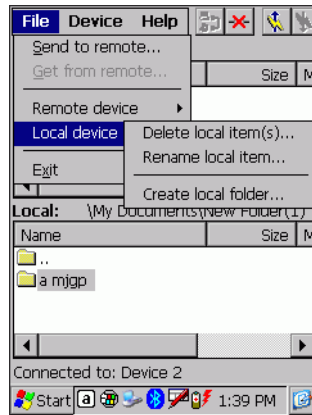 File Device Help
Send to remote...
Get from remote...
Size M
Remote device
Local device
Delete local item(s)...
Rename local item...
Exit
Create local folder...
Local: \My Documents\New Folder(1)
Name Size M
..
a mjgp
Connected to: Device 2
Start a 1:39 PM